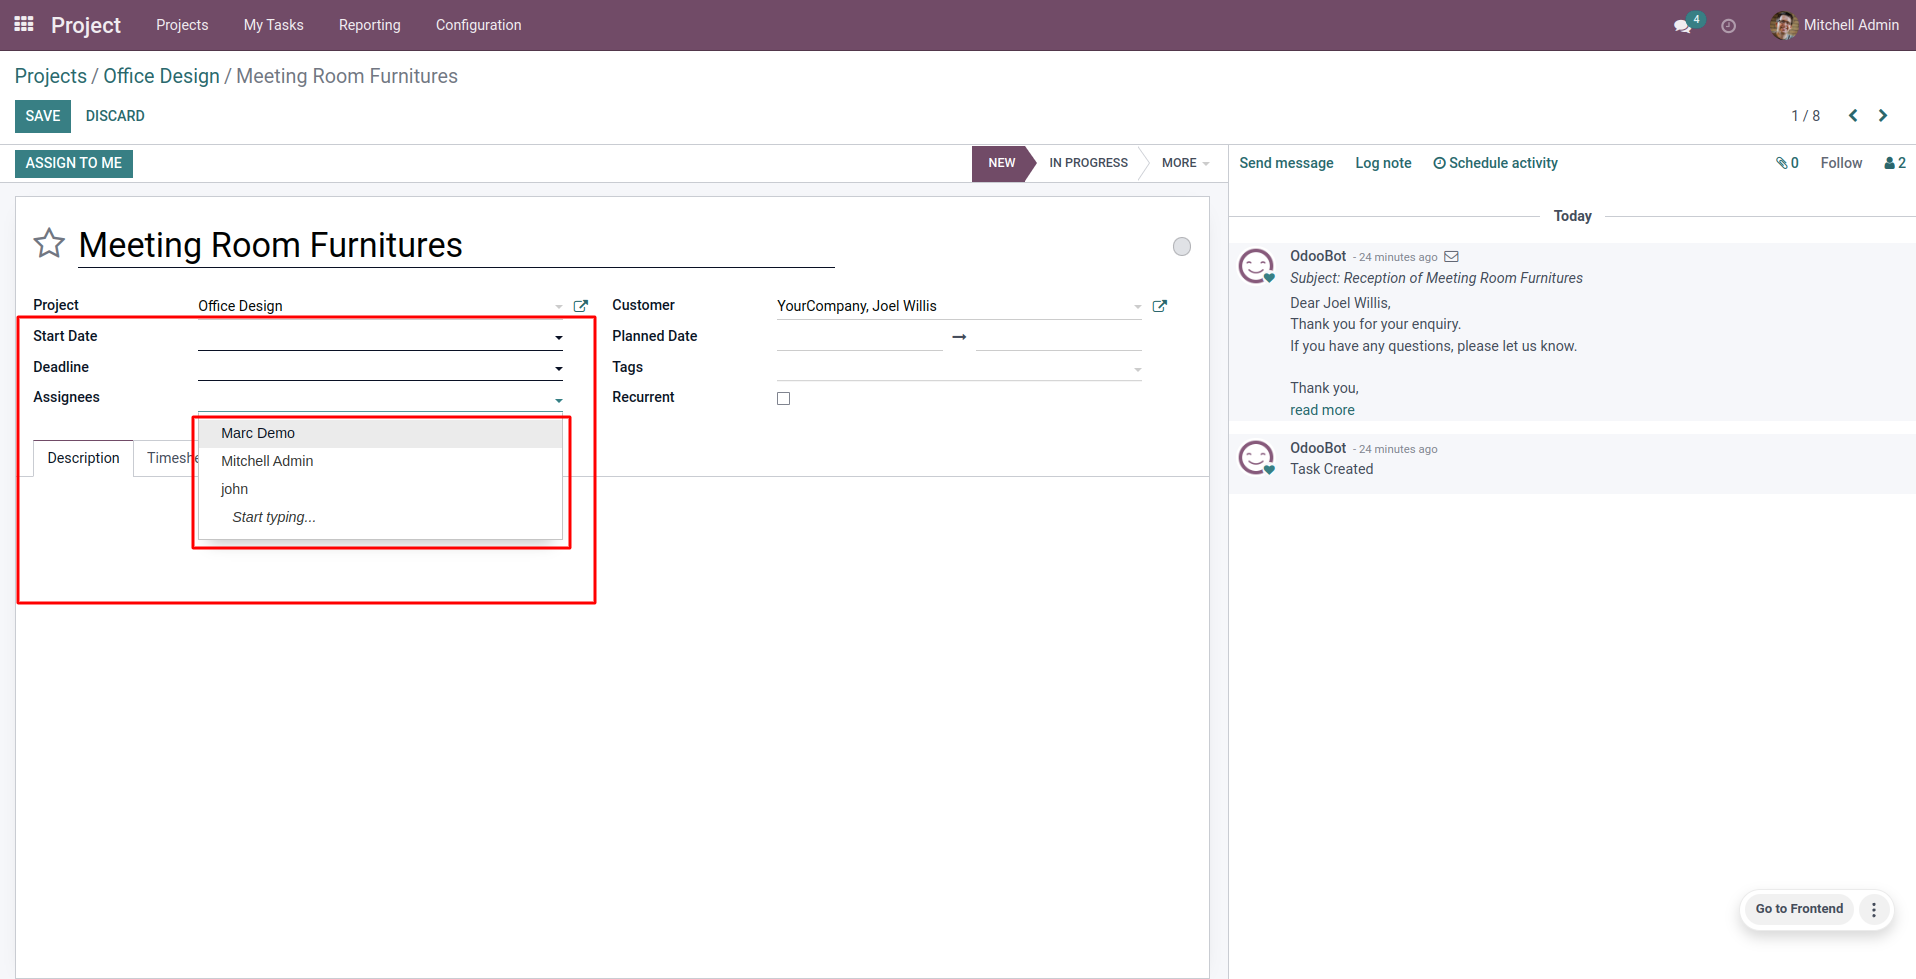 Project Projects My Tasks Reporting Configuration 4 Mitchell Admin
Projects / Office Design / Meeting Room Furnitures
SAVE DISCARD 1 / 8
ASSIGN TO ME NEW IN PROGRESS MORE
Send message Log note Schedule activity 0 Follow 2
Meeting Room Furnitures
Project Office Design
Start Date
Deadline
Assignees
Marc Demo
Mitchell Admin
john
Start typing...
Customer YourCompany, Joel Willis
Planned Date
Tags
Recurrent
Description Timeshe
Today
OdooBot - 24 minutes ago
Subject: Reception of Meeting Room Furnitures
Dear Joel Willis,
Thank you for your enquiry.
If you have any questions, please let us know.
Thank you,
read more
OdooBot - 24 minutes ago
Task Created
Go to Frontend